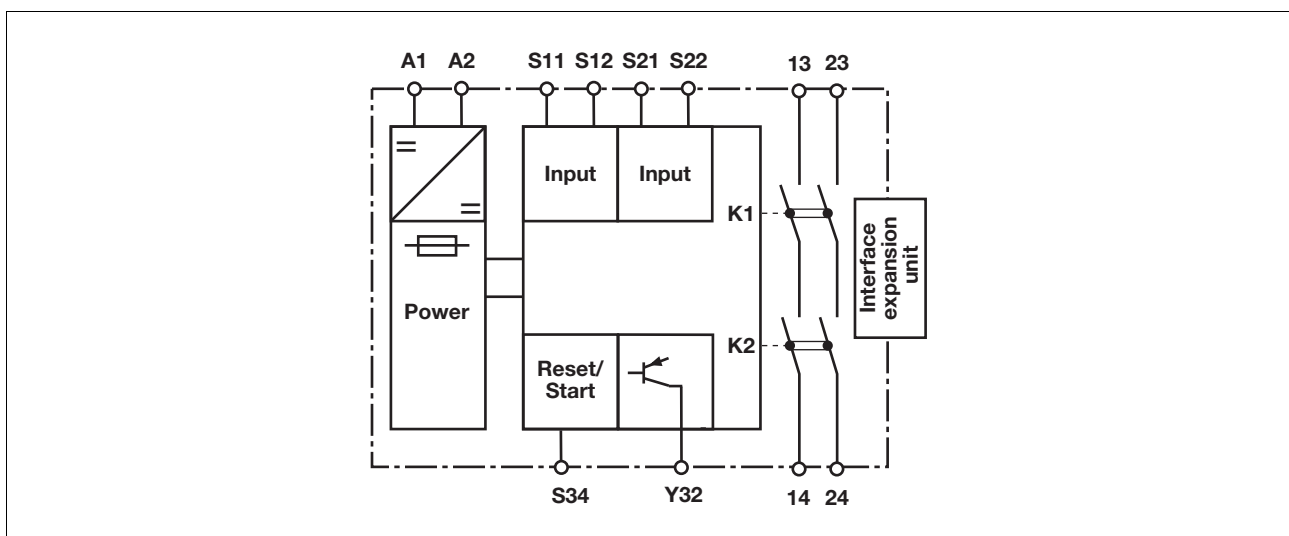 A1 A2 S11 S12 S21 S22 13 23
Input Input
K1
Interface
expansion
unit
Power
K2
Reset/
Start
S34 Y32 14 24